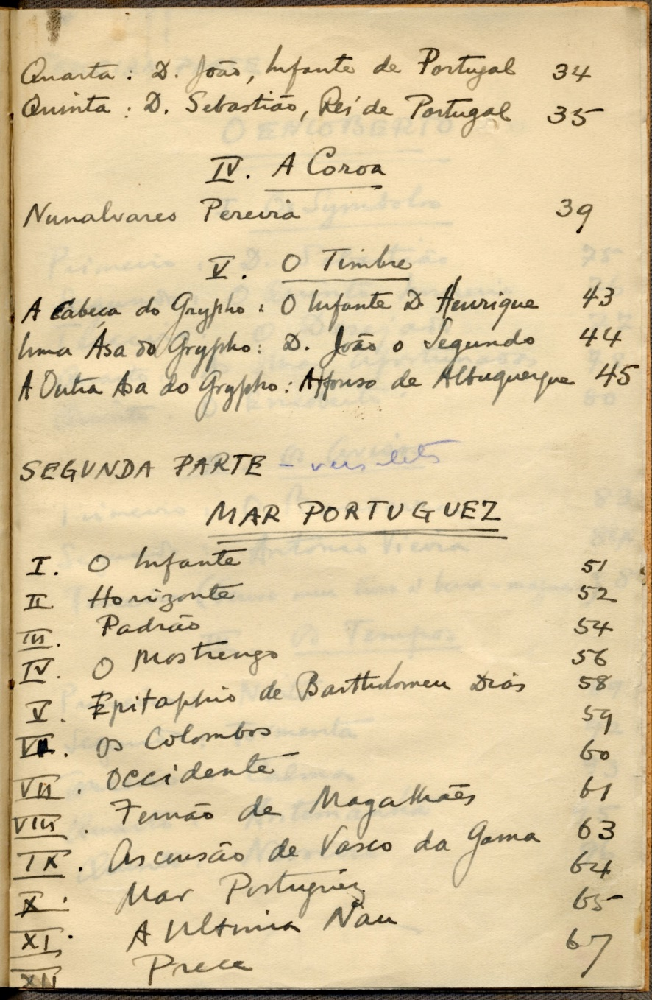 Quarta : D. João, Infante de Portugal 34
Quinta : D. Sebastião, Rei de Portugal 35
IV. A Coroa
Nunalvares Pereira 39
V. O Timbre
A Cabeça do Grypho : O Infante D. Henrique 43
Uma Asa do Grypho : D. João o Segundo 44
A Outra Asa do Grypho : Affonso de Albuquerque 45
SEGUNDA PARTE -
MAR PORTUGUEZ
I. O Infante 51
II Horizonte 52
III. Padrão 54
IV. O Mostrengo 56
V. Epitaphio de Bartholomeu Dias 58
VI. Os Colombos 59
VII. Occidente 60
VIII. Fernão de Magalhães 61
IX. Ascensão de Vasco da Gama 63
X. Mar Portuguez 64
XI. A Ultima Nau 65
XII Prece 67